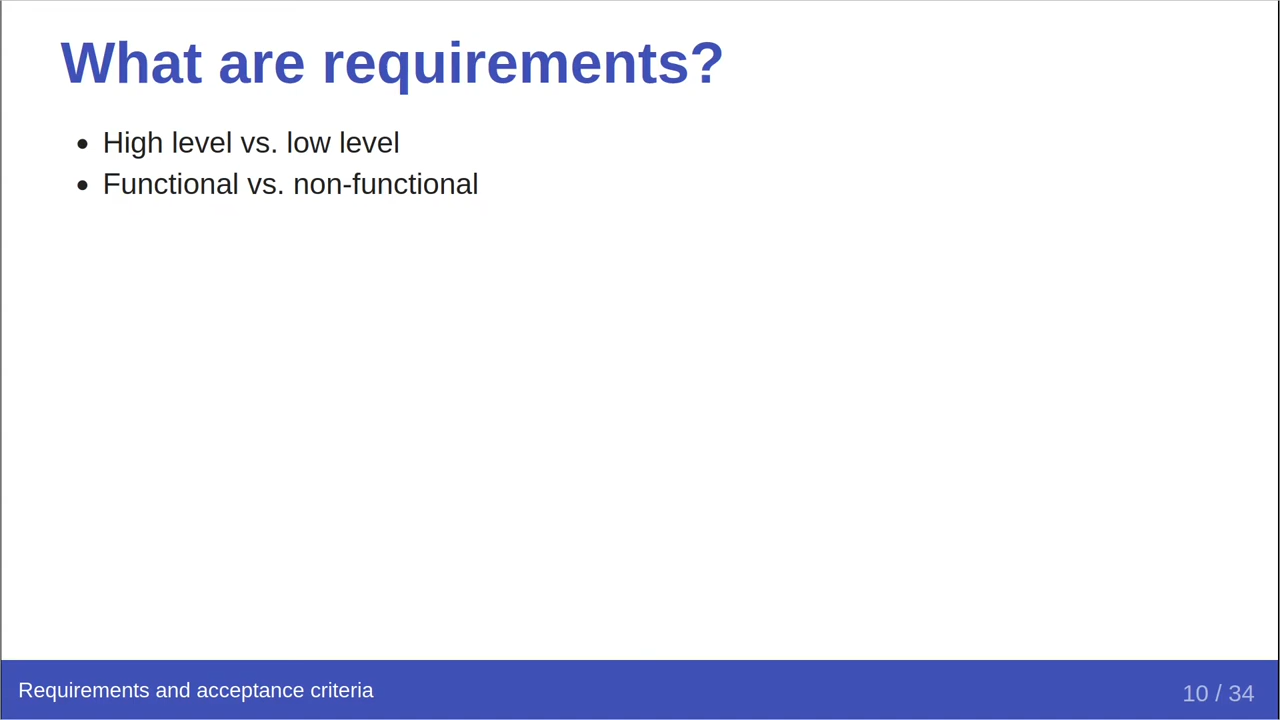 What are requirements?
• High level vs. low level
• Functional vs. non-functional
Requirements and acceptance criteria
10 / 34